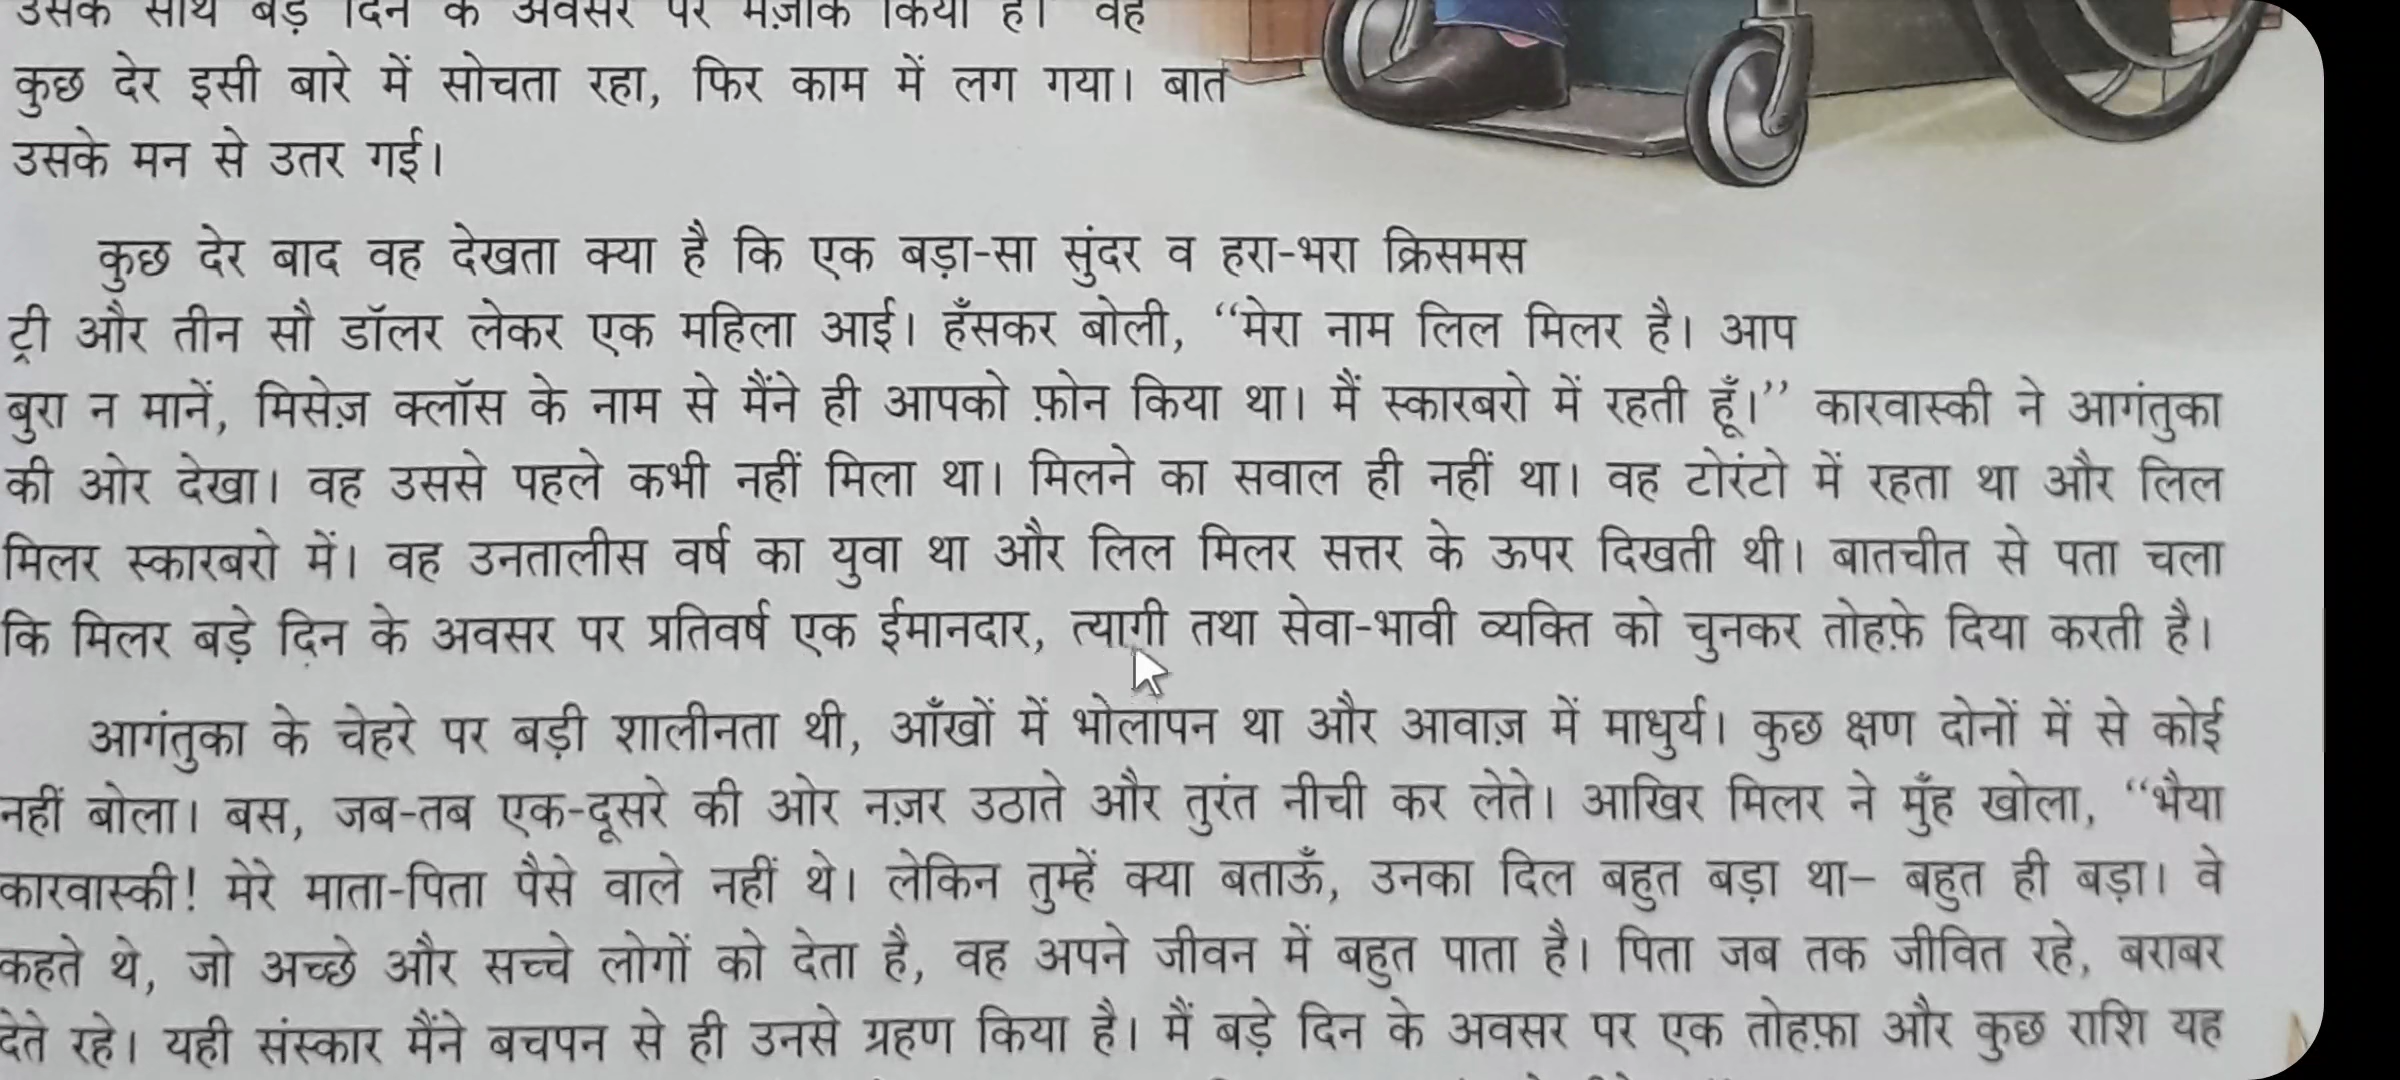 उसके साथ बड़े दिन के अवसर पर मज़ाक किया है। वह
कुछ देर इसी बारे में सोचता रहा, फिर काम में लग गया। बात
उसके मन से उतर गई।
कुछ देर बाद वह देखता क्या है कि एक बड़ा-सा सुंदर व हरा-भरा क्रिसमस
ट्री और तीन सौ डॉलर लेकर एक महिला आई। हँसकर बोली, “मेरा नाम लिल मिलर है। आप
बुरा न मानें, मिसेज़ क्लॉस के नाम से मैंने ही आपको फ़ोन किया था। मैं स्कारबरो में रहती हूँ।” कारवास्की ने आगंतुका
की ओर देखा। वह उससे पहले कभी नहीं मिला था। मिलने का सवाल ही नहीं था। वह टोरंटो में रहता था और लिल
मिलर स्कारबरो में। वह उनतालीस वर्ष का युवा था और लिल मिलर सत्तर के ऊपर दिखती थी। बातचीत से पता चला
कि मिलर बड़े दिन के अवसर पर प्रतिवर्ष एक ईमानदार, त्यागी तथा सेवा-भावी व्यक्ति को चुनकर तोहफ़े दिया करती है।
आगंतुका के चेहरे पर बड़ी शालीनता थी, आँखों में भोलापन था और आवाज़ में माधुर्य। कुछ क्षण दोनों में से कोई
नहीं बोला। बस, जब-तब एक-दूसरे की ओर नज़र उठाते और तुरंत नीची कर लेते। आखिर मिलर ने मुँह खोला, “भैया
कारवास्की! मेरे माता-पिता पैसे वाले नहीं थे। लेकिन तुम्हें क्या बताऊँ, उनका दिल बहुत बड़ा था– बहुत ही बड़ा। वे
कहते थे, जो अच्छे और सच्चे लोगों को देता है, वह अपने जीवन में बहुत पाता है। पिता जब तक जीवित रहे, बराबर
देते रहे। यही संस्कार मैंने बचपन से ही उनसे ग्रहण किया है। मैं बड़े दिन के अवसर पर एक तोहफ़ा और कुछ राशि यह